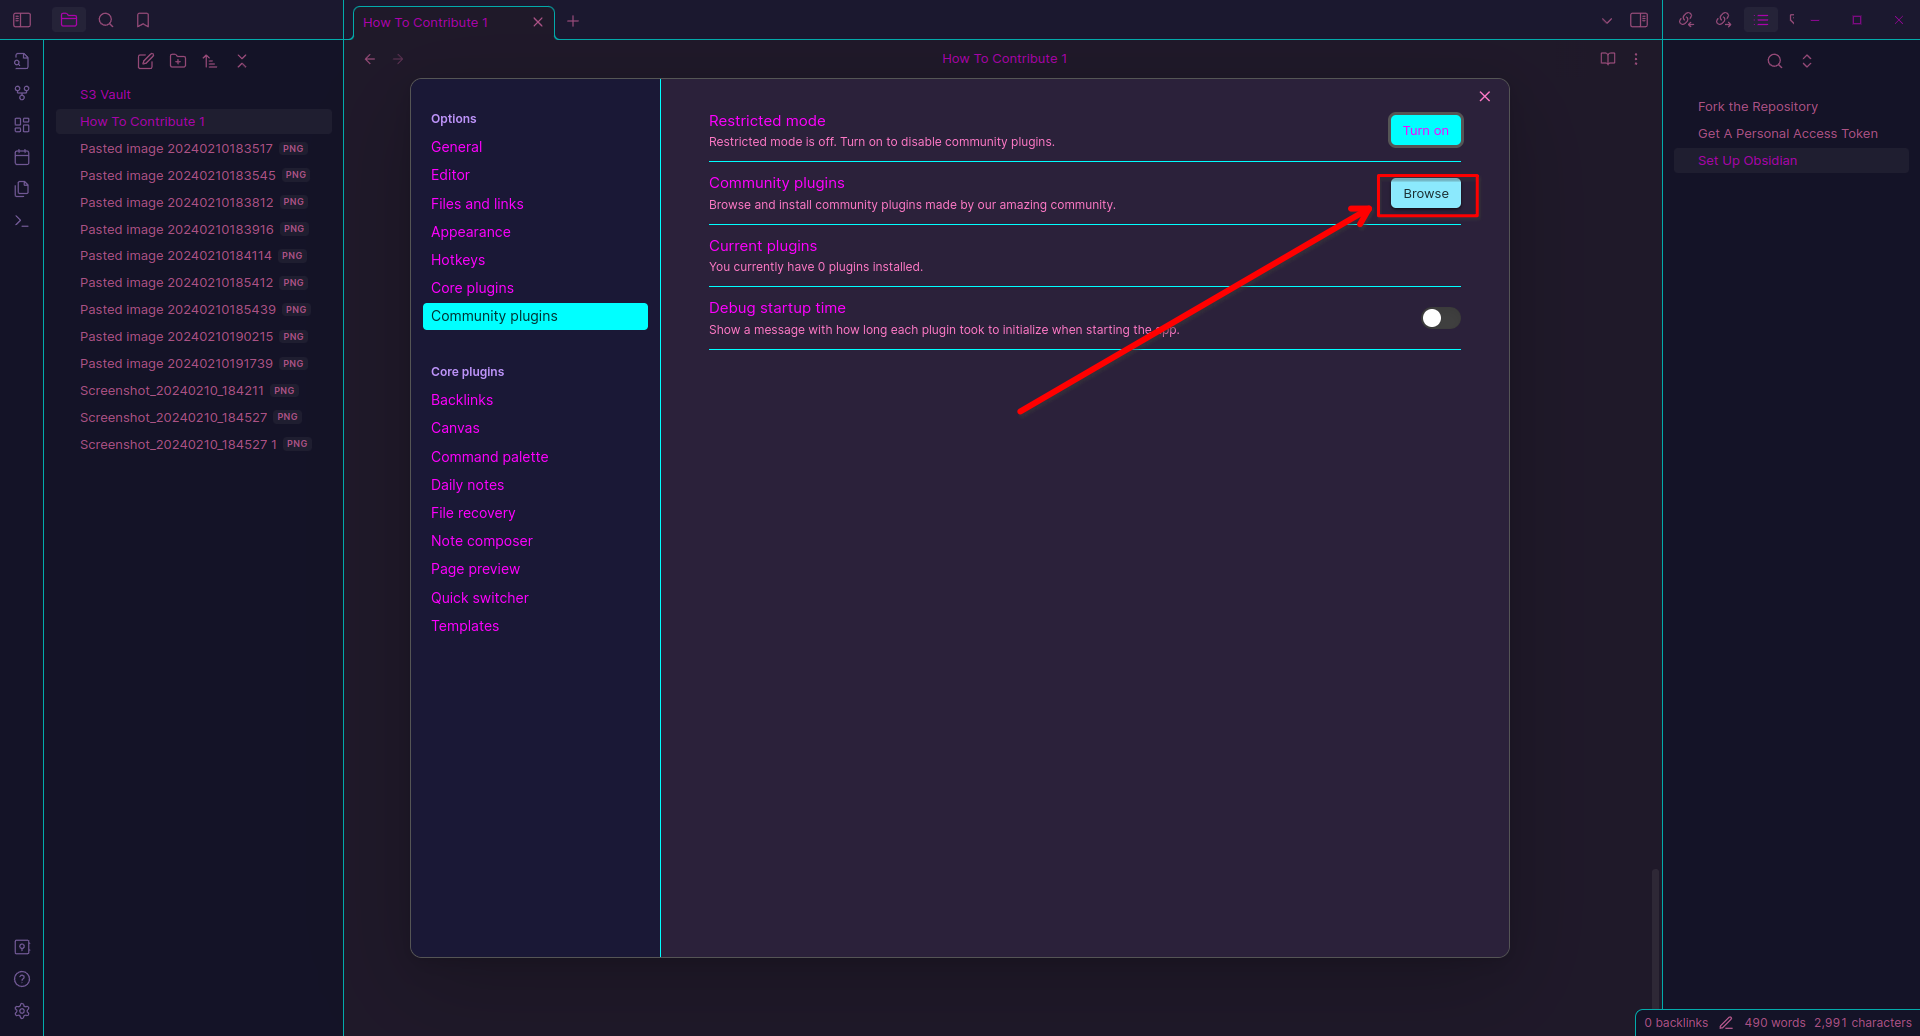 How To Contribute 1
How To Contribute 1
S3 Vault
How To Contribute 1
Pasted image 20240210183517 PNG
Pasted image 20240210183545 PNG
Pasted image 20240210183812 PNG
Pasted image 20240210183916 PNG
Pasted image 20240210184114 PNG
Pasted image 20240210185412 PNG
Pasted image 20240210185439 PNG
Pasted image 20240210190215 PNG
Pasted image 20240210191739 PNG
Screenshot_20240210_184211 PNG
Screenshot_20240210_184527 PNG
Screenshot_20240210_184527 1 PNG
Options
General
Editor
Files and links
Appearance
Hotkeys
Core plugins
Community plugins
Core plugins
Backlinks
Canvas
Command palette
Daily notes
File recovery
Note composer
Page preview
Quick switcher
Templates
Restricted mode
Restricted mode is off. Turn on to disable community plugins.
Turn on
Community plugins
Browse and install community plugins made by our amazing community.
Browse
Current plugins
You currently have 0 plugins installed.
Debug startup time
Show a message with how long each plugin took to initialize when starting the app.
Fork the Repository
Get A Personal Access Token
Set Up Obsidian
0 backlinks 490 words 2,991 characters